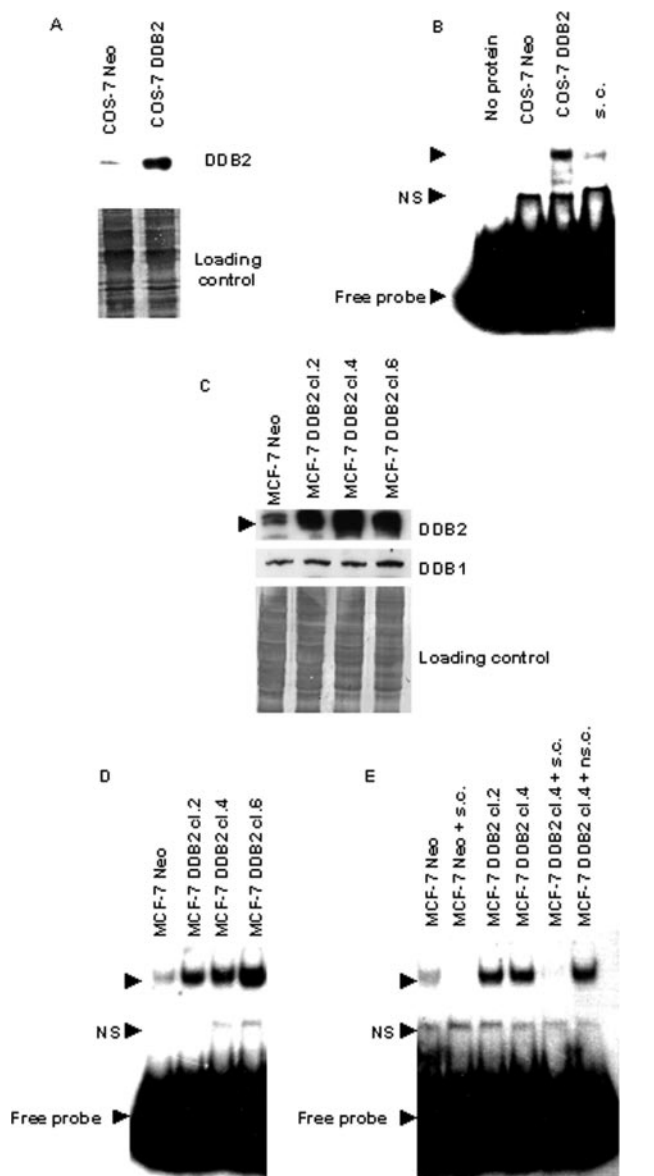 A
COS-7 Neo
COS-7 DDB2
DDB2
Loading
control
B
No protein
COS-7 Neo
COS-7 DDB2
s. c.
NS
Free probe
C
MCF-7 Neo
MCF-7 DDB2 cl.2
MCF-7 DDB2 cl.4
MCF-7 DDB2 cl.6
DDB2
DDB1
Loading control
D
MCF-7 Neo
MCF-7 DDB2 cl.2
MCF-7 DDB2 cl.4
MCF-7 DDB2 cl.6
NS
Free probe
E
MCF-7 Neo
MCF-7 Neo + s.c.
MCF-7 DDB2 cl.2
MCF-7 DDB2 cl.4
MCF-7 DDB2 cl.4 + s.c.
MCF-7 DDB2 cl.4 + ns.c.
NS
Free probe